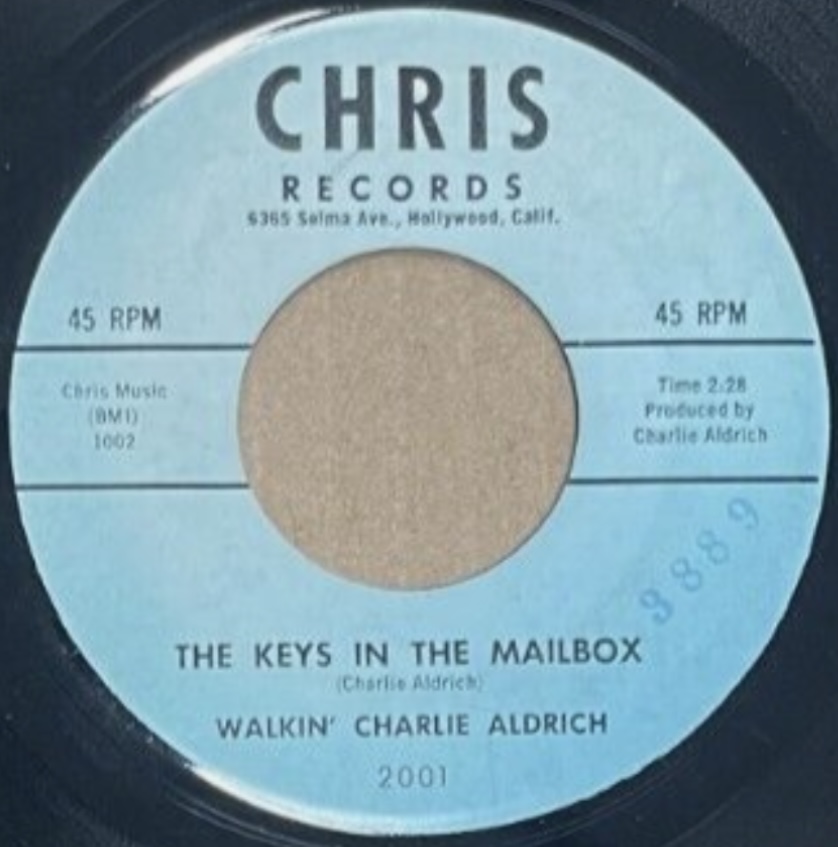 CHRIS
RECORDS
6365 Selma Ave., Hollywood, Calif.
45 RPM
45 RPM
Chris Music
(BMI)
1002
Time 2:28
Produced by
Charlie Aldrich
9889
THE KEYS IN THE MAILBOX
(Charlie Aldrich)
WALKIN' CHARLIE ALDRICH
2001